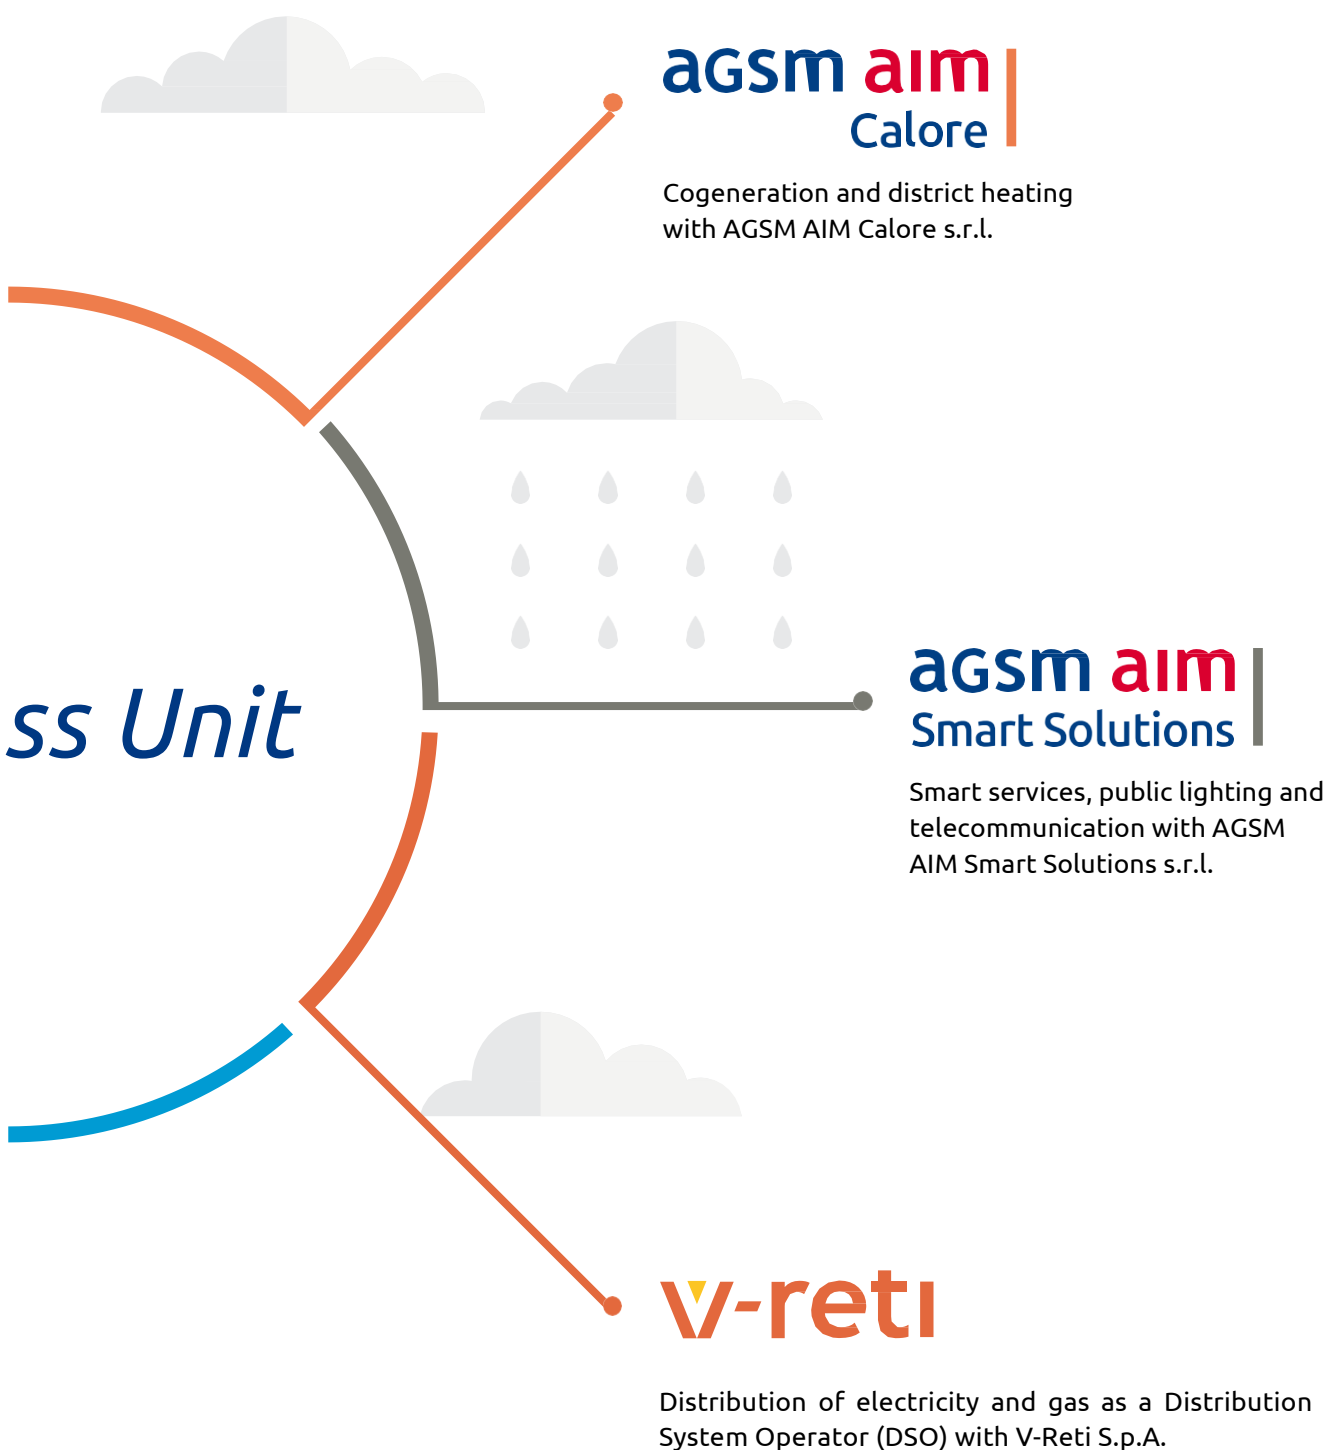 agsm aim
Calore
Cogeneration and district heating
with AGSM AIM Calore s.r.l.
ss Unit
agsm aim
Smart Solutions
Smart services, public lighting and
telecommunication with AGSM
AIM Smart Solutions s.r.l.
v-reti
Distribution of electricity and gas as a Distribution
System Operator (DSO) with V-Reti S.p.A.